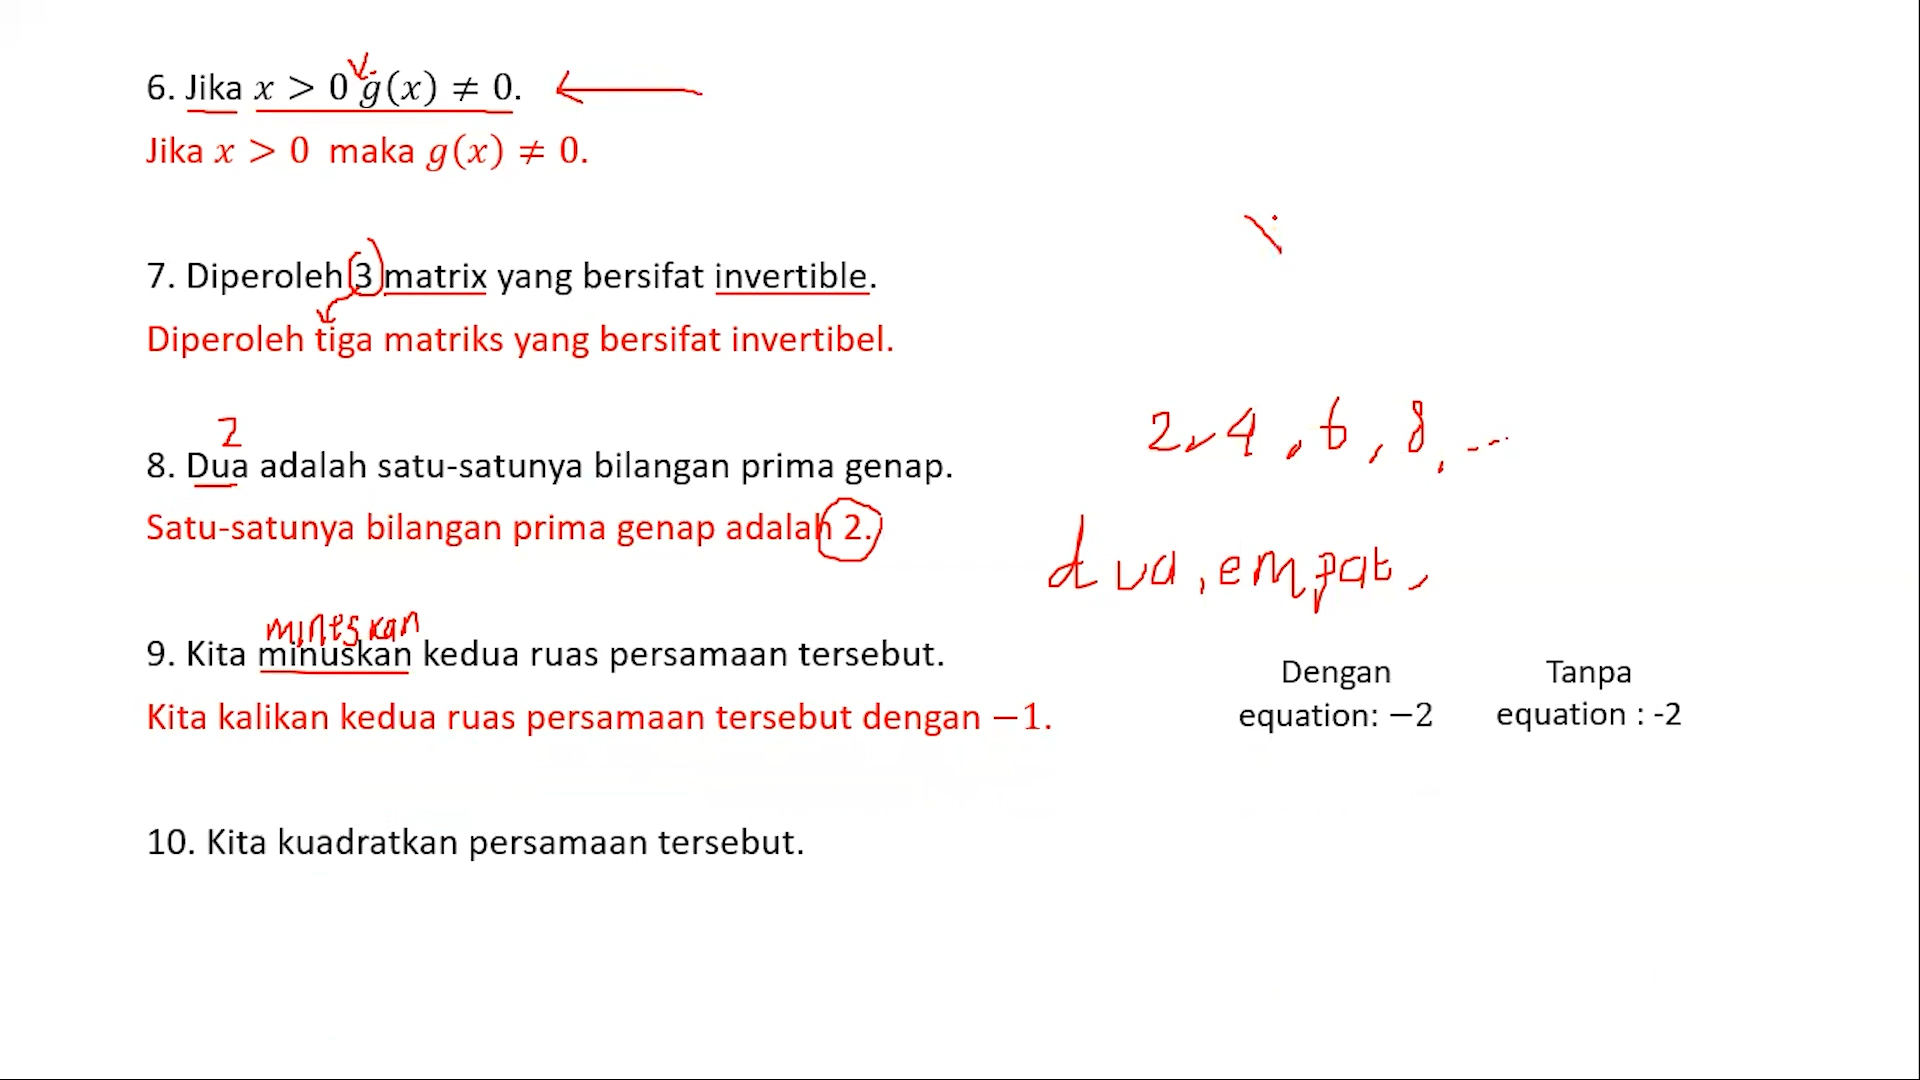 6. Jika x > 0 g(x) ≠ 0.
Jika x > 0 maka g(x) ≠ 0.
7. Diperoleh 3 matrix yang bersifat invertible.
Diperoleh tiga matriks yang bersifat invertibel.
2, 4, 6, 8, ...
2
8. Dua adalah satu-satunya bilangan prima genap.
Satu-satunya bilangan prima genap adalah 2.
dua, empat,
mineskan
9. Kita minuskan kedua ruas persamaan tersebut.
Kita kalikan kedua ruas persamaan tersebut dengan −1.
Dengan
equation: −2
Tanpa
equation : -2
10. Kita kuadratkan persamaan tersebut.